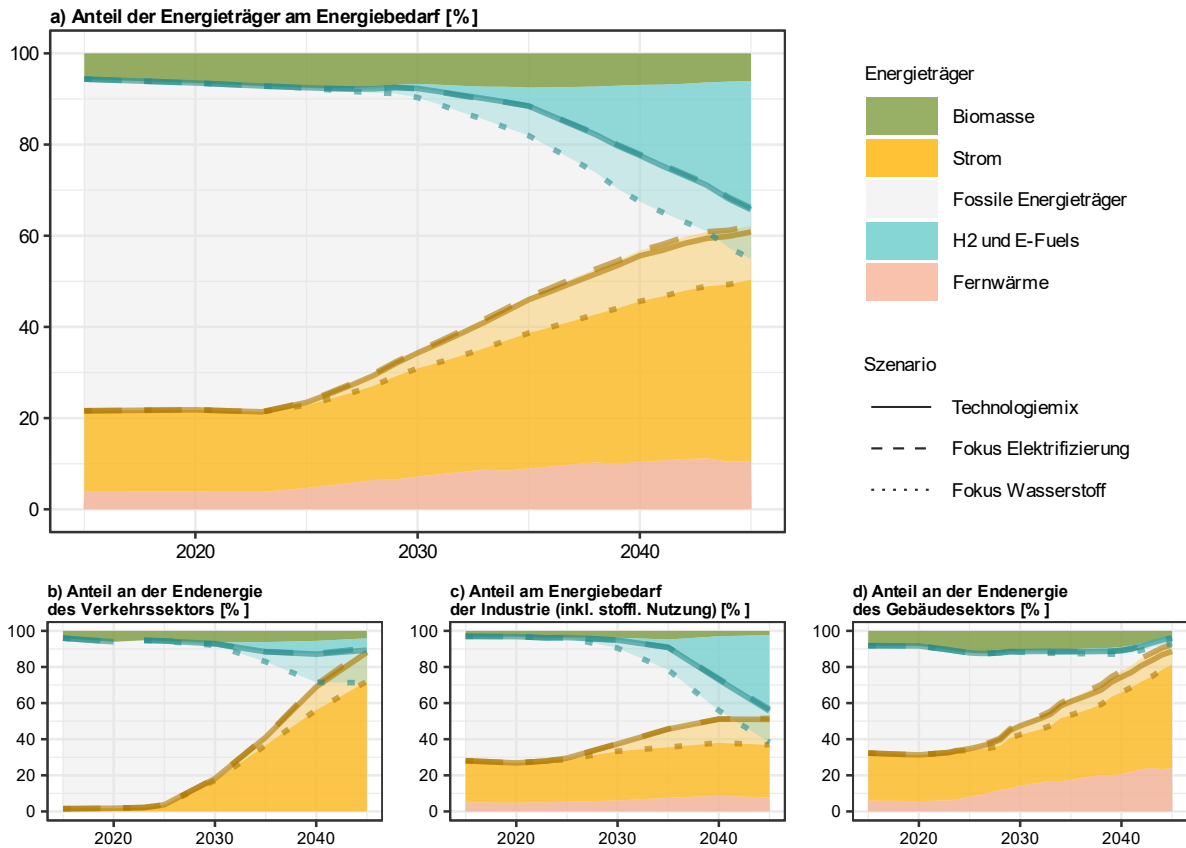 a) Anteil der Energieträger am Energiebedarf [%]
100
80
60
40
20
0
2020
2030
2040
Energieträger
Biomasse
Strom
Fossile Energieträger
H2 und E-Fuels
Fernwärme
Szenario
Technologiemix
Fokus Elektrifizierung
Fokus Wasserstoff
b) Anteil an der Endenergie
des Verkehrssektors [%]
100
80
60
40
20
0
2020
2030
2040
c) Anteil am Energiebedarf
der Industrie (inkl. stoffl. Nutzung) [%]
100
80
60
40
20
0
2020
2030
2040
d) Anteil an der Endenergie
des Gebäudesektors [%]
100
80
60
40
20
0
2020
2030
2040